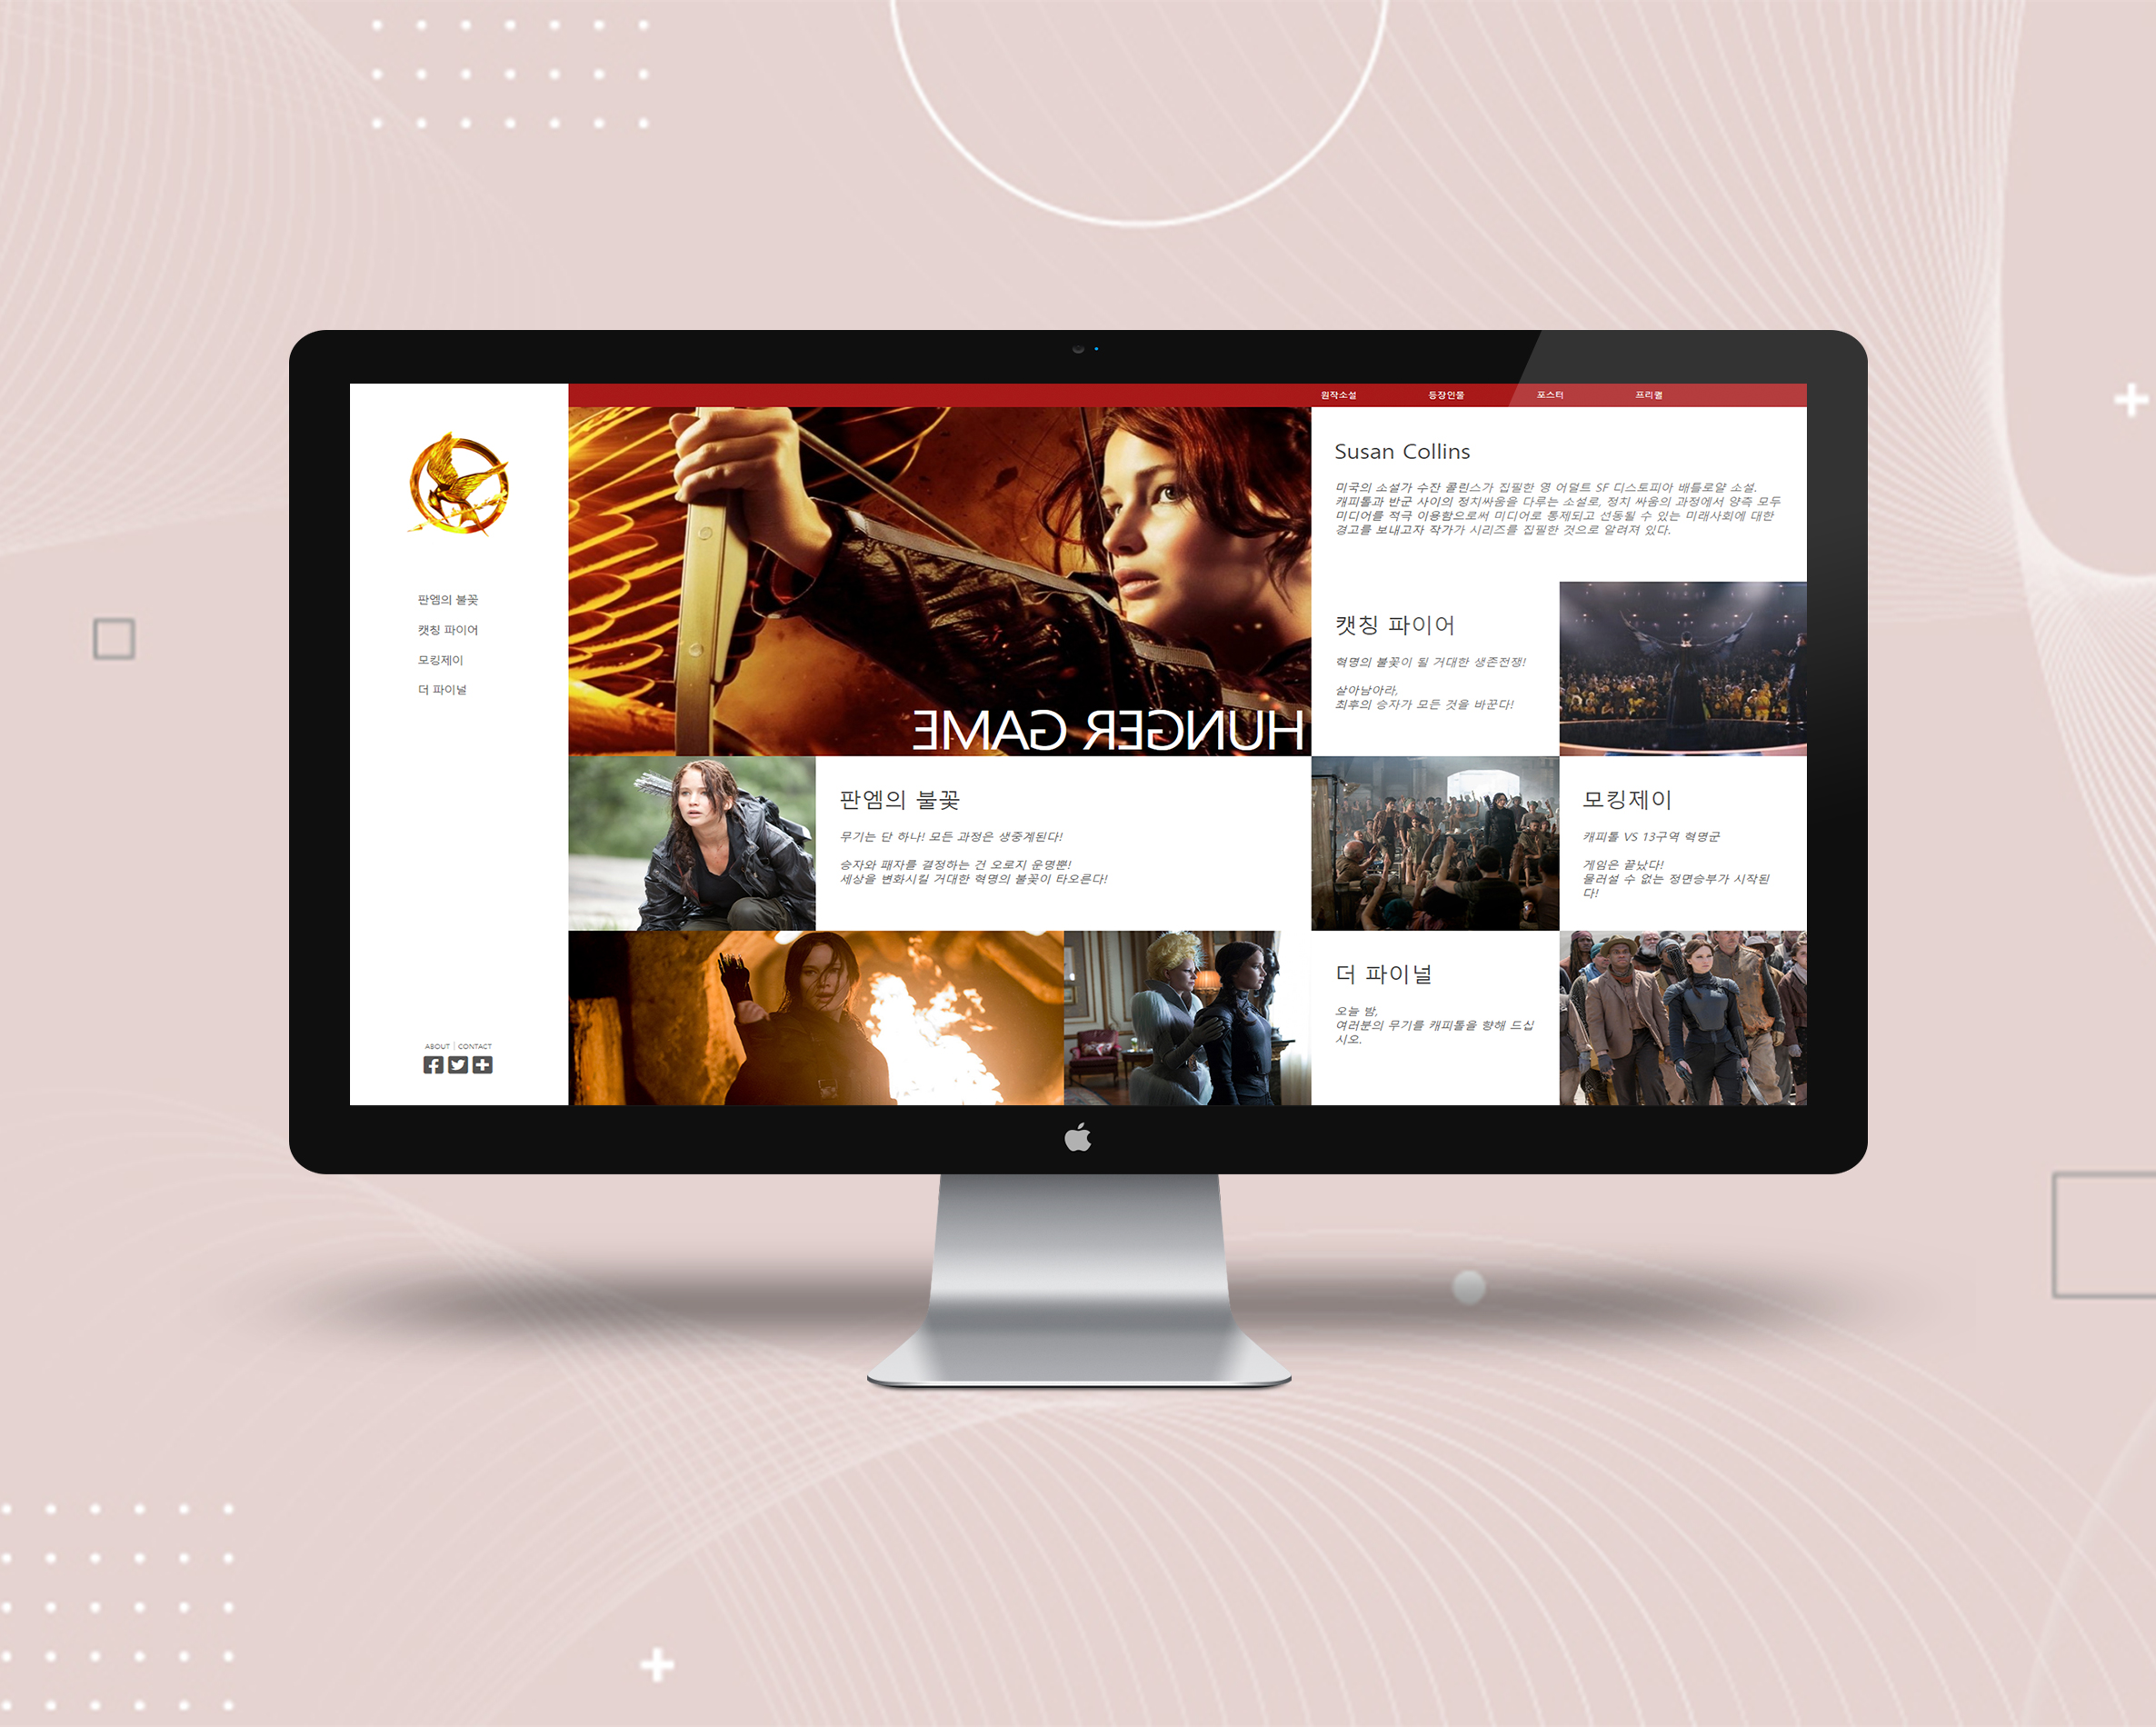 원작소설
등장인물
포스터
프리퀄
판엠의 불꽃
캣칭 파이어
모킹제이
더 파이널
ABOUT | CONTACT
HUNGER GAME
Susan Collins
미국의 소설가 수잔 콜린스가 집필한 영 어덜트 SF 디스토피아 배틀로얄 소설.
캐피톨과 반군 사이의 정치싸움을 다루는 소설로, 정치 싸움의 과정에서 양측 모두
미디어를 적극 이용함으로써 미디어로 통제되고 선동될 수 있는 미래사회에 대한
경고를 보내고자 작가가 시리즈를 집필한 것으로 알려져 있다.
캣칭 파이어
혁명의 불꽃이 될 거대한 생존전쟁!
살아남아라,
최후의 승자가 모든 것을 바꾼다!
판엠의 불꽃
무기는 단 하나! 모든 과정은 생중계된다!
승자와 패자를 결정하는 건 오로지 운명뿐!
세상을 변화시킬 거대한 혁명의 불꽃이 타오른다!
모킹제이
캐피톨 VS 13구역 혁명군
게임은 끝났다!
물러설 수 없는 정면승부가 시작된
다!
더 파이널
오늘 밤,
여러분의 무기를 캐피톨을 향해 드십
시오.